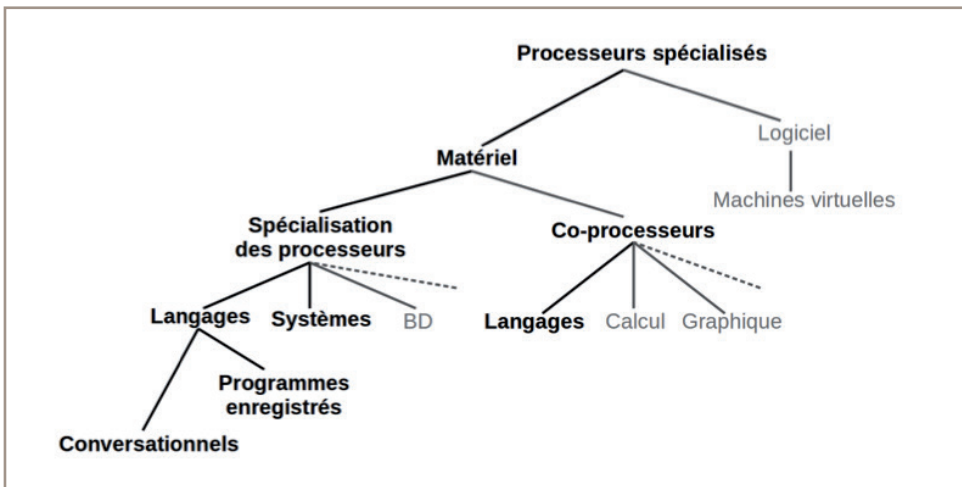 Processeurs spécialisés
Logiciel
Matériel
Machines virtuelles
Spécialisation
des processeurs
Co-processeurs
Langages
Systèmes
BD
Langages
Calcul
Graphique
Programmes
enregistrés
Conversationnels